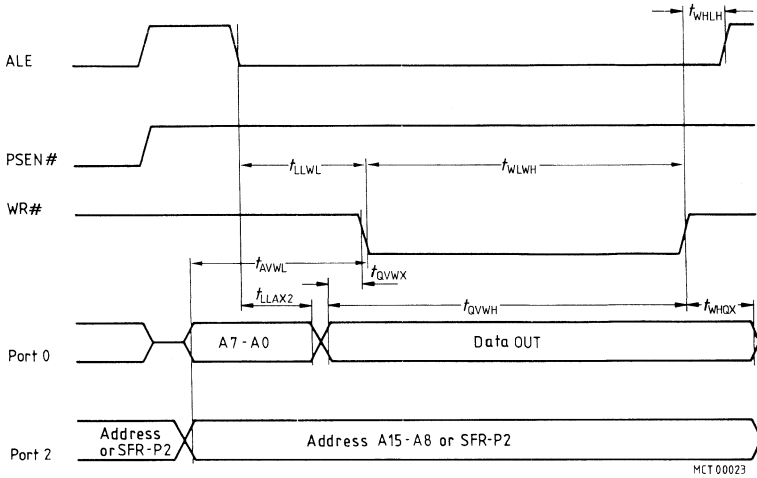 tWHLH
ALE
PSEN#
tLLWL
tWLWH
WR#
tAVWL
tQVWX
tLLAX2
tQVWH
tWHQX
Port 0
A7-A0
Data OUT
Port 2
Address
or SFR-P2
Address A15-A8 or SFR-P2
MCT00023